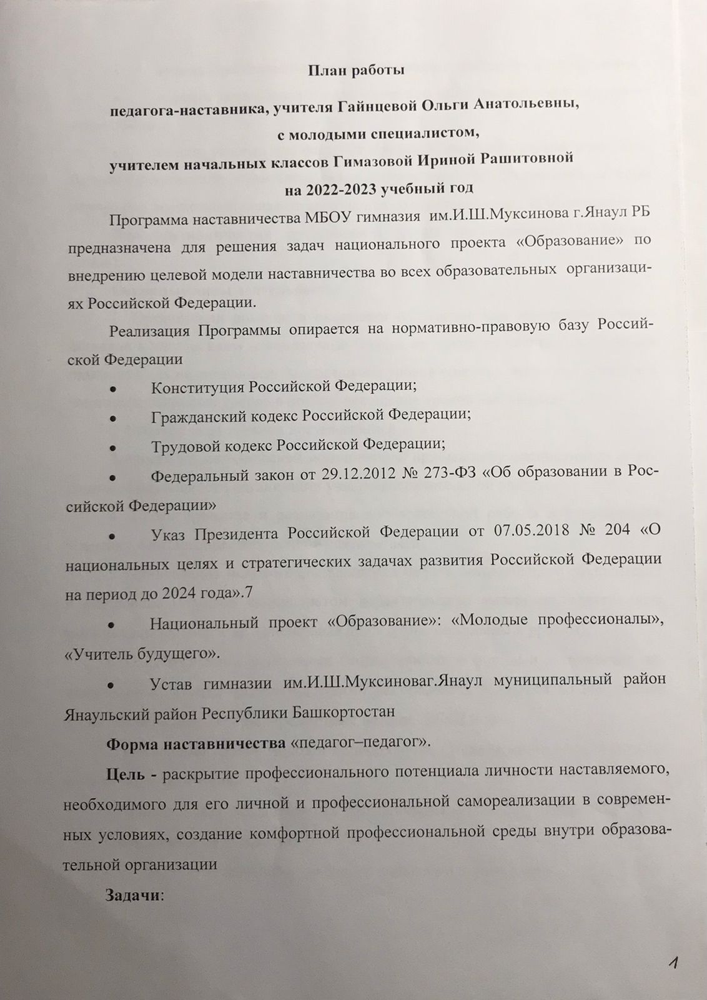 План работы
педагога-наставника, учителя Гайнцевой Ольги Анатольевны,
с молодыми специалистом,
учителем начальных классов Гимазовой Ириной Рашитовной
на 2022-2023 учебный год
Программа наставничества МБОУ гимназия им.И.Ш.Муксинова г.Янаул РБ
предназначена для решения задач национального проекта «Образование» по
внедрению целевой модели наставничества во всех образовательных организаци-
ях Российской Федерации.
Реализация Программы опирается на нормативно-правовую базу Россий-
ской Федерации
• Конституция Российской Федерации;
• Гражданский кодекс Российской Федерации;
• Трудовой кодекс Российской Федерации;
• Федеральный закон от 29.12.2012 № 273-ФЗ «Об образовании в Рос-
сийской Федерации»
• Указ Президента Российской Федерации от 07.05.2018 № 204 «О
национальных целях и стратегических задачах развития Российской Федерации
на период до 2024 года».7
• Национальный проект «Образование»: «Молодые профессионалы»,
«Учитель будущего».
• Устав гимназии им.И.Ш.Муксиноваг.Янаул муниципальный район
Янаульский район Республики Башкортостан
Форма наставничества «педагог–педагог».
Цель - раскрытие профессионального потенциала личности наставляемого,
необходимого для его личной и профессиональной самореализации в современ-
ных условиях, создание комфортной профессиональной среды внутри образова-
тельной организации
Задачи:
1